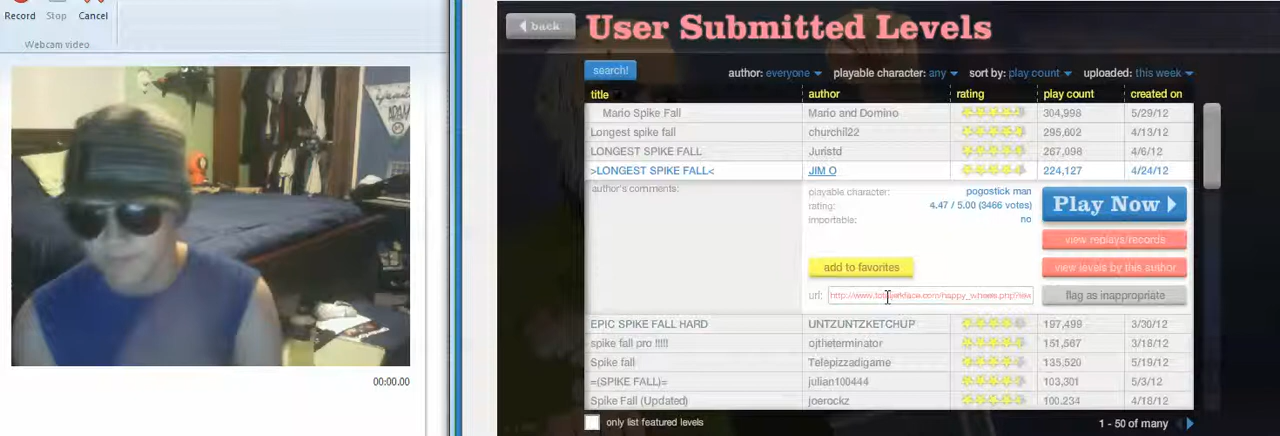 Record Stop Cancel
Webcam video
00:00.00
back
User Submitted Levels
search!
author: everyone playable character: any sort by: play count uploaded: this week
title author rating play count created on
Mario Spike Fall Mario and Domino 304,998 5/29/12
Longest spike fall churchil22 295,602 4/13/12
LONGEST SPIKE FALL Juristd 267,098 4/6/12
>LONGEST SPIKE FALL< JIM O 224,127 4/24/12
author's comments:
playable character: pogostick man
rating: 4.47 / 5.00 (3466 votes)
importable: no
Play Now
view replays/records
add to favorites
view levels by this author
url: http://www.totaljerkface.com/happy_wheels.php?lev
flag as inappropriate
EPIC SPIKE FALL HARD UNTZUNTZKETCHUP 197,499 3/30/12
spike fall pro !!!!! ojtheterminator 151,567 3/18/12
Spike fall Telepizzadigame 135,520 5/19/12
=(SPIKE FALL)= julian100444 103,301 5/3/12
Spike Fall (Updated) joerockz 100,234 4/18/12
only list featured levels
1 - 50 of many